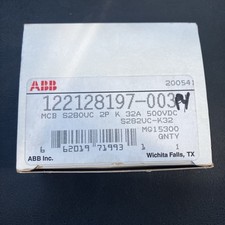 20054
ABB
122128197-003
MCB S280UC 2P K 32A 500VDC
S282UC-K32
MG15300
QNTY
6 62019 71993 1 1
ABB Inc.
Wichita Falls, TX